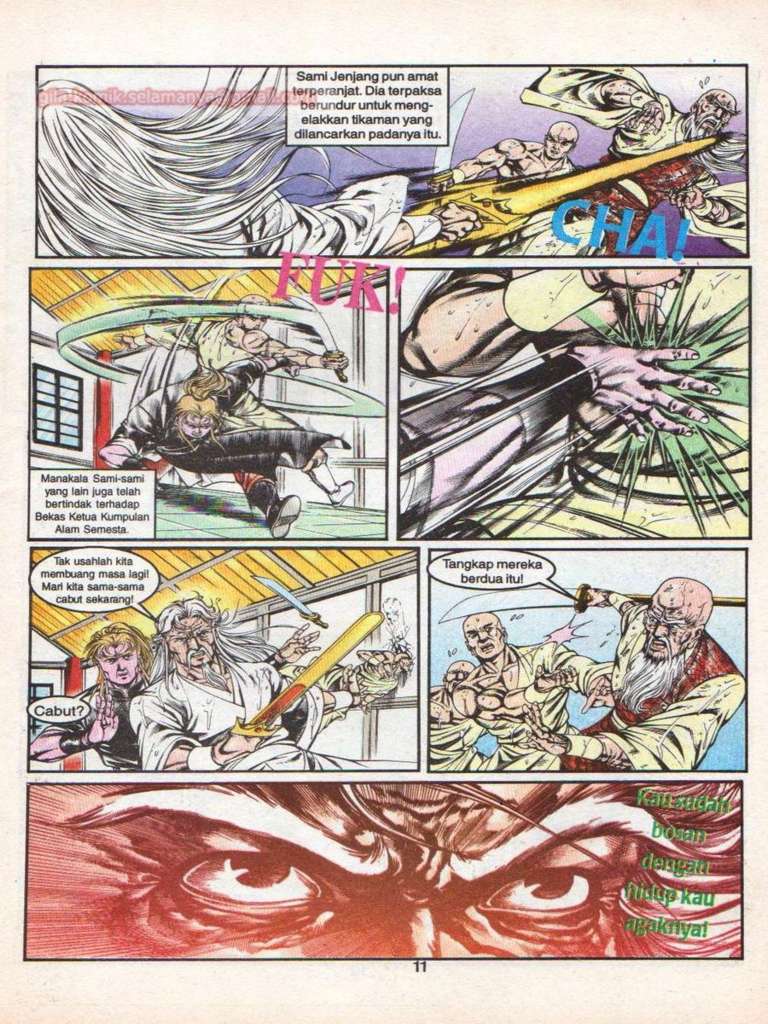 Sami Jenjang pun amat
terperanjat. Dia terpaksa
berundur untuk meng-
elakkan tikaman yang
dilancarkan padanya itu.
CHA!
FUK!
Manakala Sami-sami
yang lain juga telah
bertindak terhadap
Bekas Ketua Kumpulan
Alam Semesta.
Tak usahlah kita
membuang masa lagi!
Mari kita sama-sama
cabut sekarang!
Cabut?
Tangkap mereka
berdua itu!
Kau sudah
bosan
dengan
hidup kau
agaknya!
11